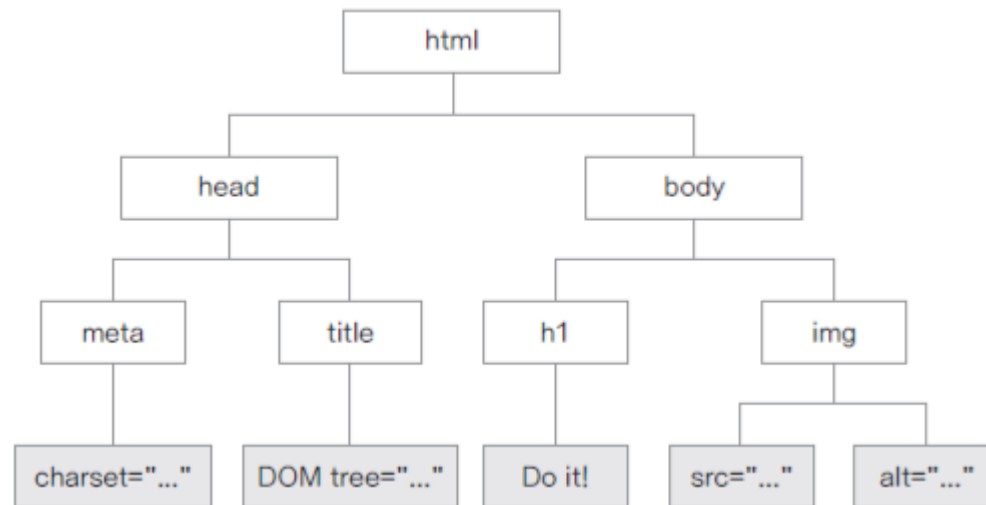 html
head
body
meta
title
h1
img
charset="..."
DOM tree="..."
Do it!
src="..."
alt="..."